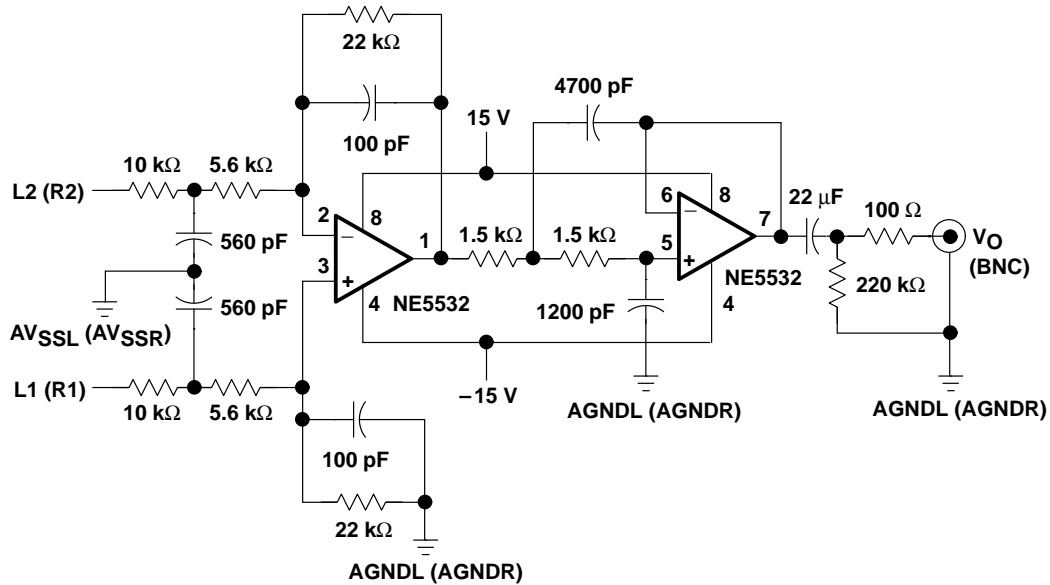 22 kΩ
4700 pF
15 V
100 pF
10 kΩ
5.6 kΩ
L2 (R2)
22 μF
100 Ω
2
8
6
8
7
VO
(BNC)
560 pF
1
1.5 kΩ
1.5 kΩ
5
3
560 pF
4
NE5532
NE5532
4
220 kΩ
1200 pF
AVSSL (AVSSR)
L1 (R1)
10 kΩ
5.6 kΩ
–15 V
AGNDL (AGNDR)
AGNDL (AGNDR)
100 pF
22 kΩ
AGNDL (AGNDR)